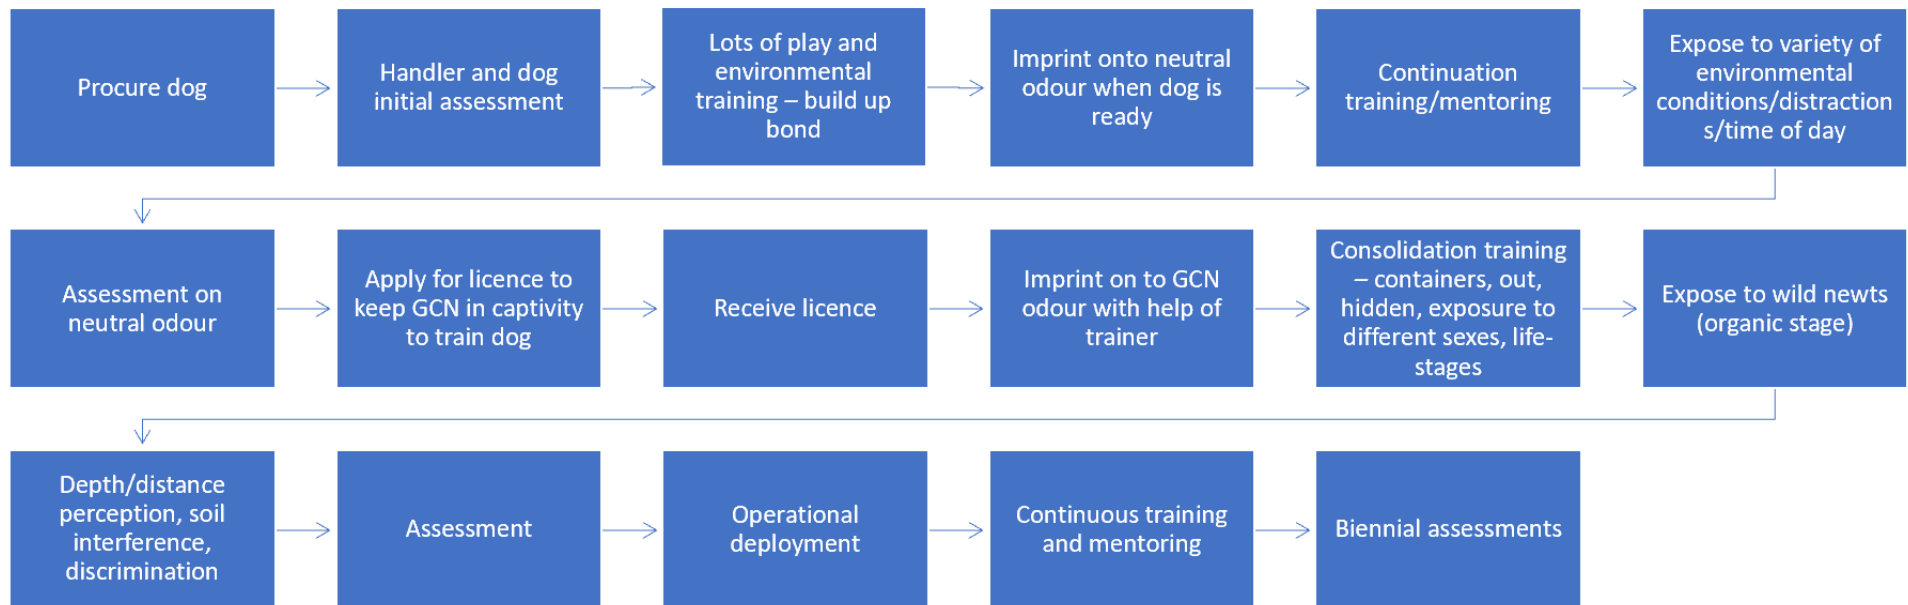 Procure dog
Handler and dog
initial assessment
Lots of play and
environmental
training – build up
bond
Imprint onto neutral
odour when dog is
ready
Continuation
training/mentoring
Expose to variety of
environmental
conditions/distraction
s/time of day
Assessment on
neutral odour
Apply for licence to
keep GCN in captivity
to train dog
Receive licence
Imprint on to GCN
odour with help of
trainer
Consolidation training
– containers, out,
hidden, exposure to
different sexes, life-
stages
Expose to wild newts
(organic stage)
Depth/distance
perception, soil
interference,
discrimination
Assessment
Operational
deployment
Continuous training
and mentoring
Biennial assessments